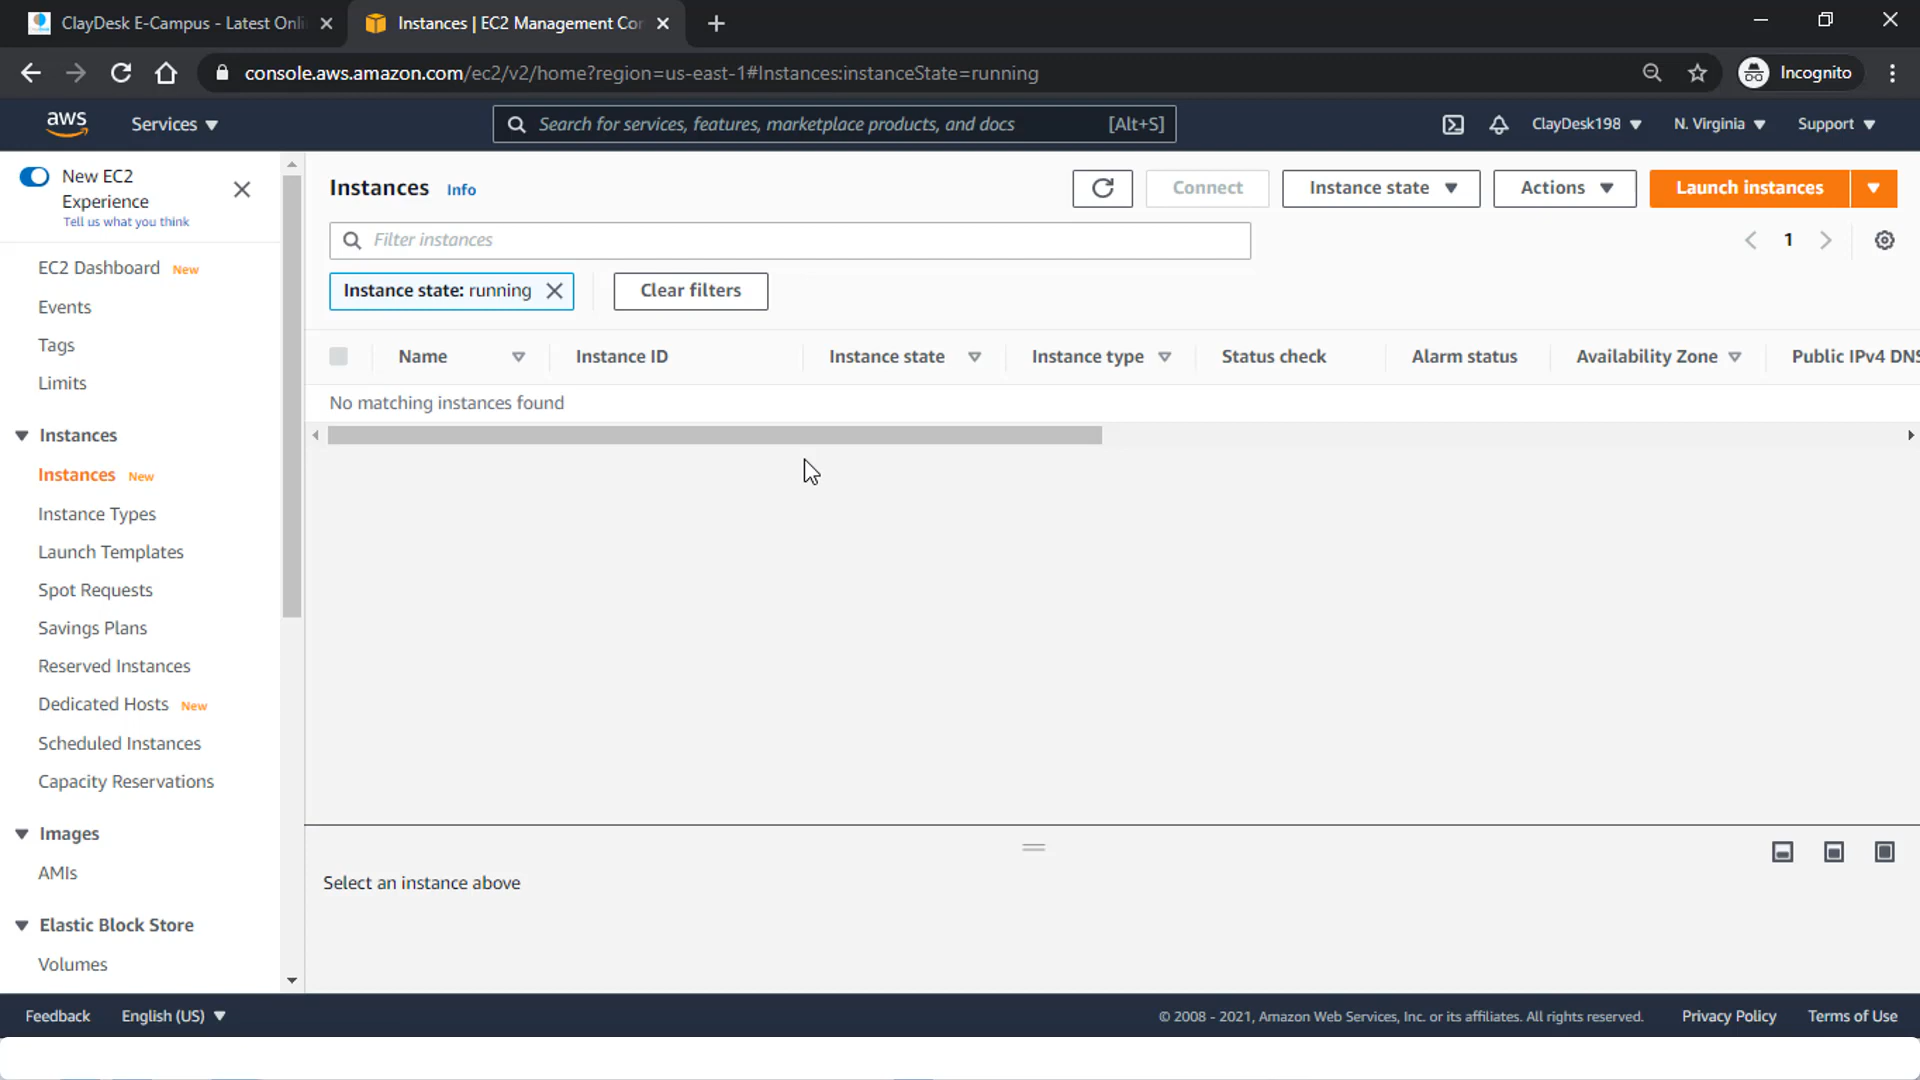 ClayDesk E-Campus - Latest Onli
Instances | EC2 Management Con
console.aws.amazon.com/ec2/v2/home?region=us-east-1#Instances:instanceState=running
Incognito
aws
Services
Search for services, features, marketplace products, and docs
[Alt+S]
ClayDesk198
N. Virginia
Support
New EC2
Experience
Tell us what you think
EC2 Dashboard New
Events
Tags
Limits
Instances
Instances New
Instance Types
Launch Templates
Spot Requests
Savings Plans
Reserved Instances
Dedicated Hosts New
Scheduled Instances
Capacity Reservations
Images
AMIs
Elastic Block Store
Volumes
Instances Info
Connect
Instance state
Actions
Launch instances
Filter instances
1
Instance state: running
Clear filters
Name
Instance ID
Instance state
Instance type
Status check
Alarm status
Availability Zone
Public IPv4 DNS
No matching instances found
Select an instance above
Feedback
English (US)
© 2008 - 2021, Amazon Web Services, Inc. or its affiliates. All rights reserved.
Privacy Policy
Terms of Use